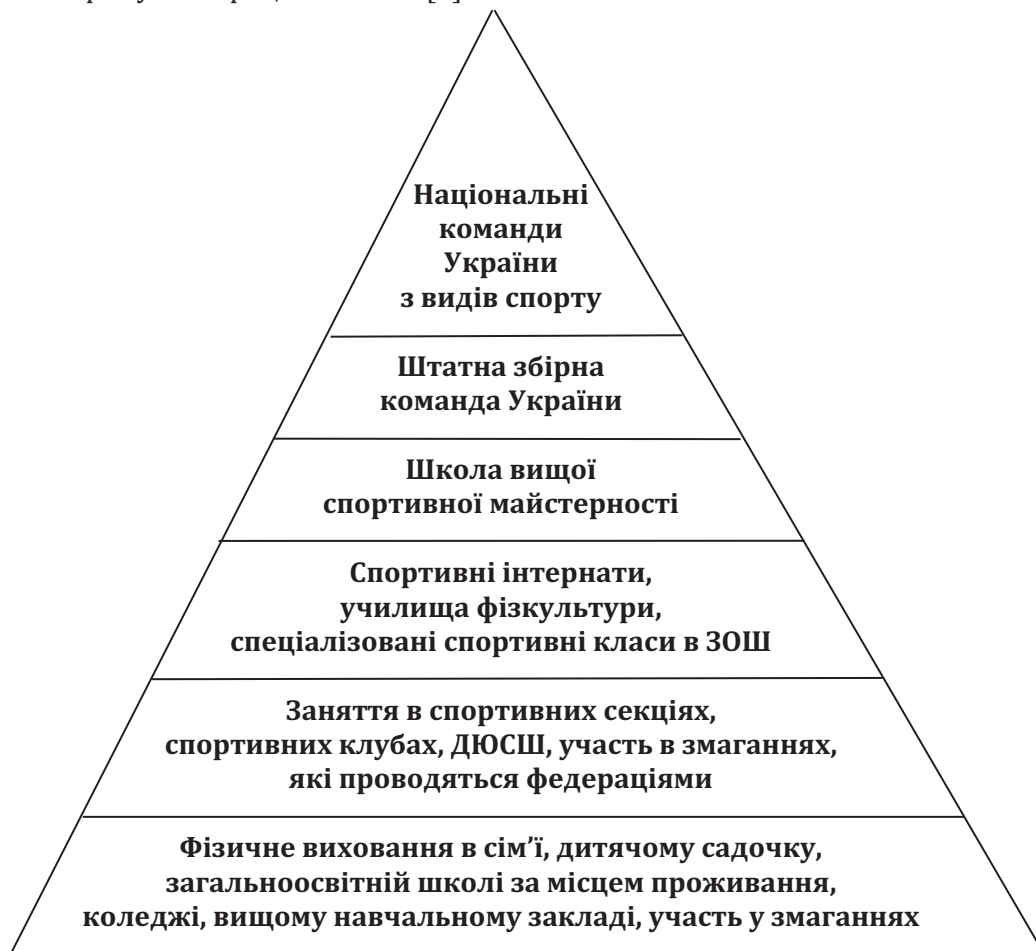 Національні
команди
України
з видів спорту
Штатна збірна
команда України
Школа вищої
спортивної майстерності
Спортивні інтернати,
училища фізкультури,
спеціалізовані спортивні класи в ЗОШ
Заняття в спортивних секціях,
спортивних клубах, ДЮСШ, участь в змаганнях,
які проводяться федераціями
Фізичне виховання в сім’ї, дитячому садочку,
загальноосвітній школі за місцем проживання,
коледжі, вищому навчальному закладі, участь у змаганнях